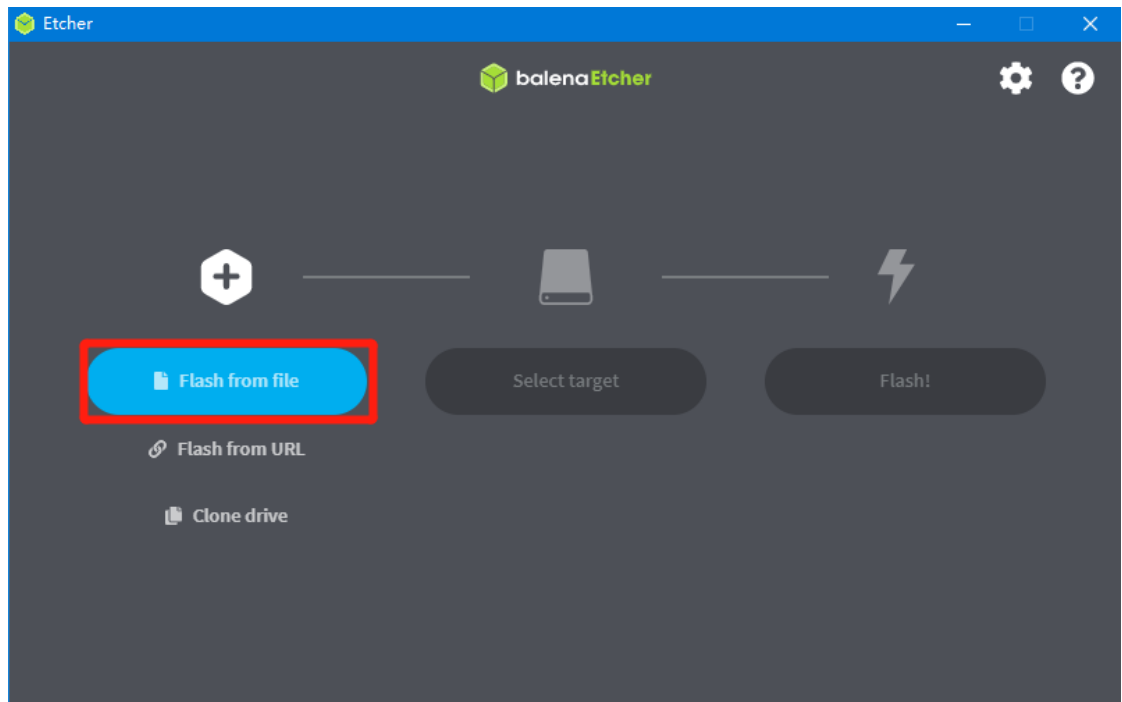 Etcher
balenaEtcher
Flash from file
Select target
Flash!
Flash from URL
Clone drive